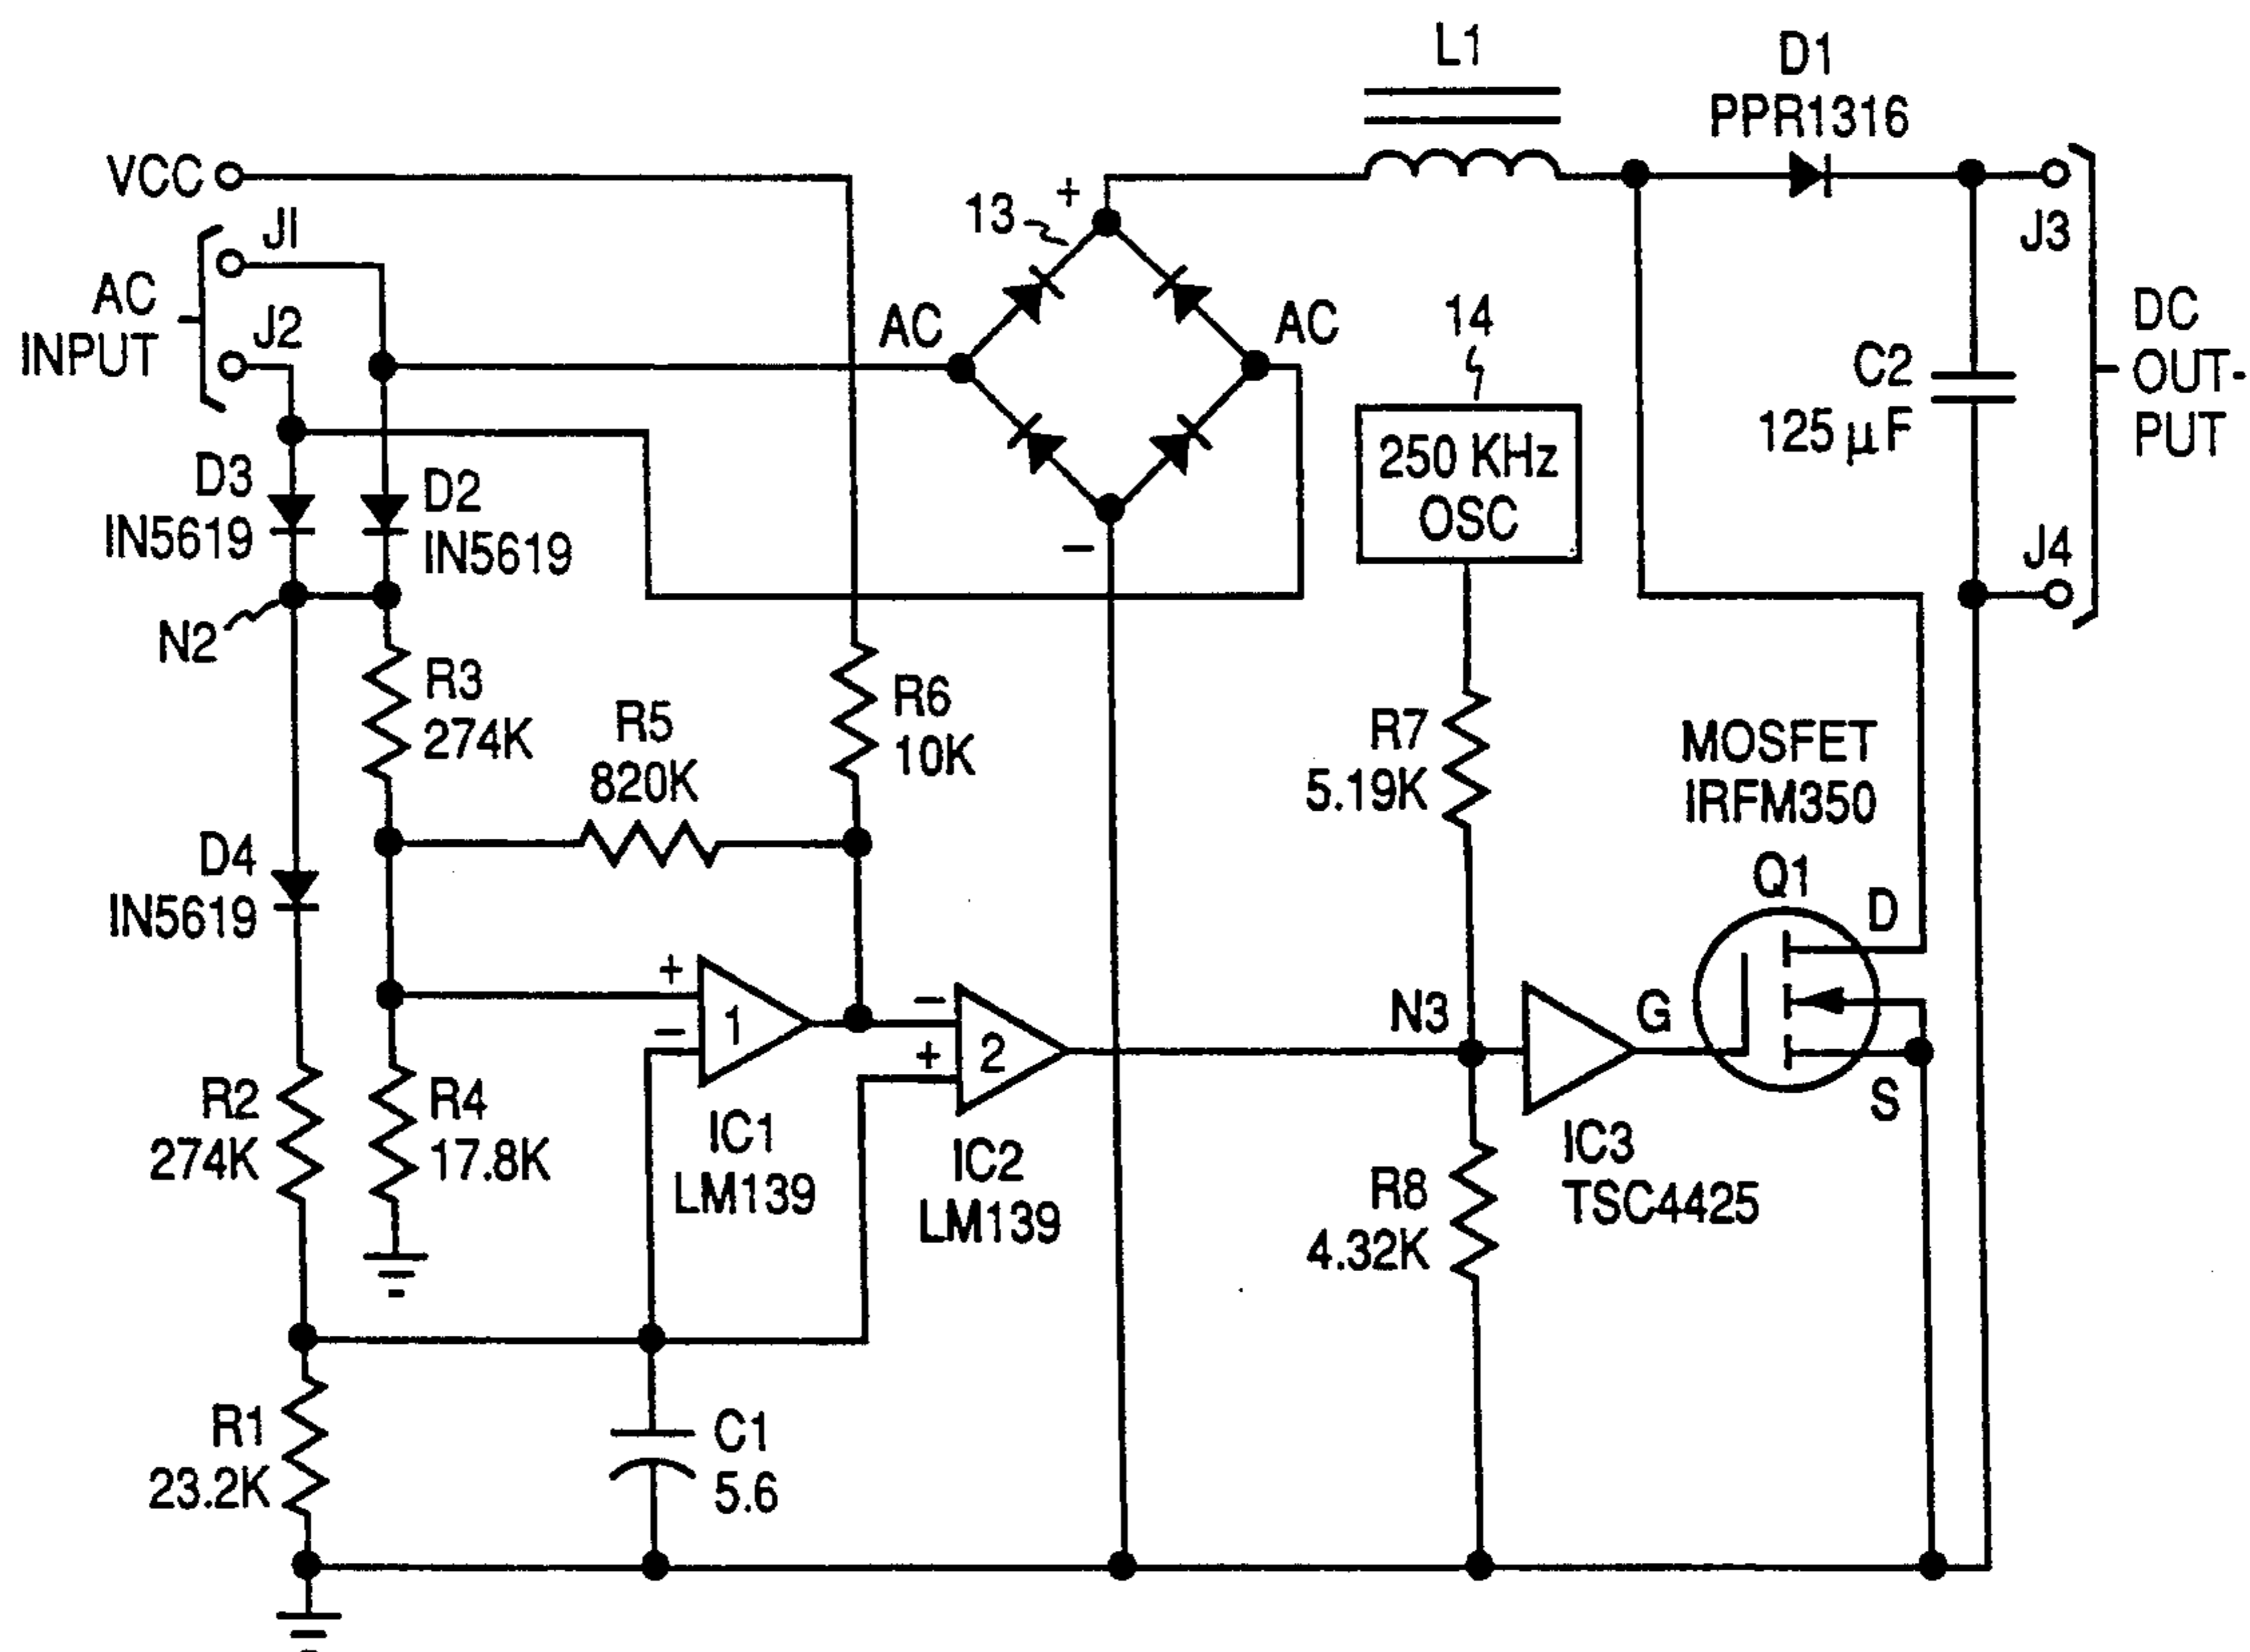 L1
D1
PPR1316
VCC
13
+
J1
J3
AC
INPUT
J2
AC
AC
14
DC
OUT-
PUT
C2
125 µF
250 KHz
OSC
D3
IN5619
D2
IN5619
−
J4
N2
R3
274K
R5
820K
R6
10K
R7
5.19K
MOSFET
IRFM350
Q1
D4
IN5619
D
+
−
1
−
+
2
N3
G
S
R2
274K
R4
17.8K
IC1
LM139
IC2
LM139
IC3
TSC4425
R8
4.32K
R1
23.2K
C1
5.6